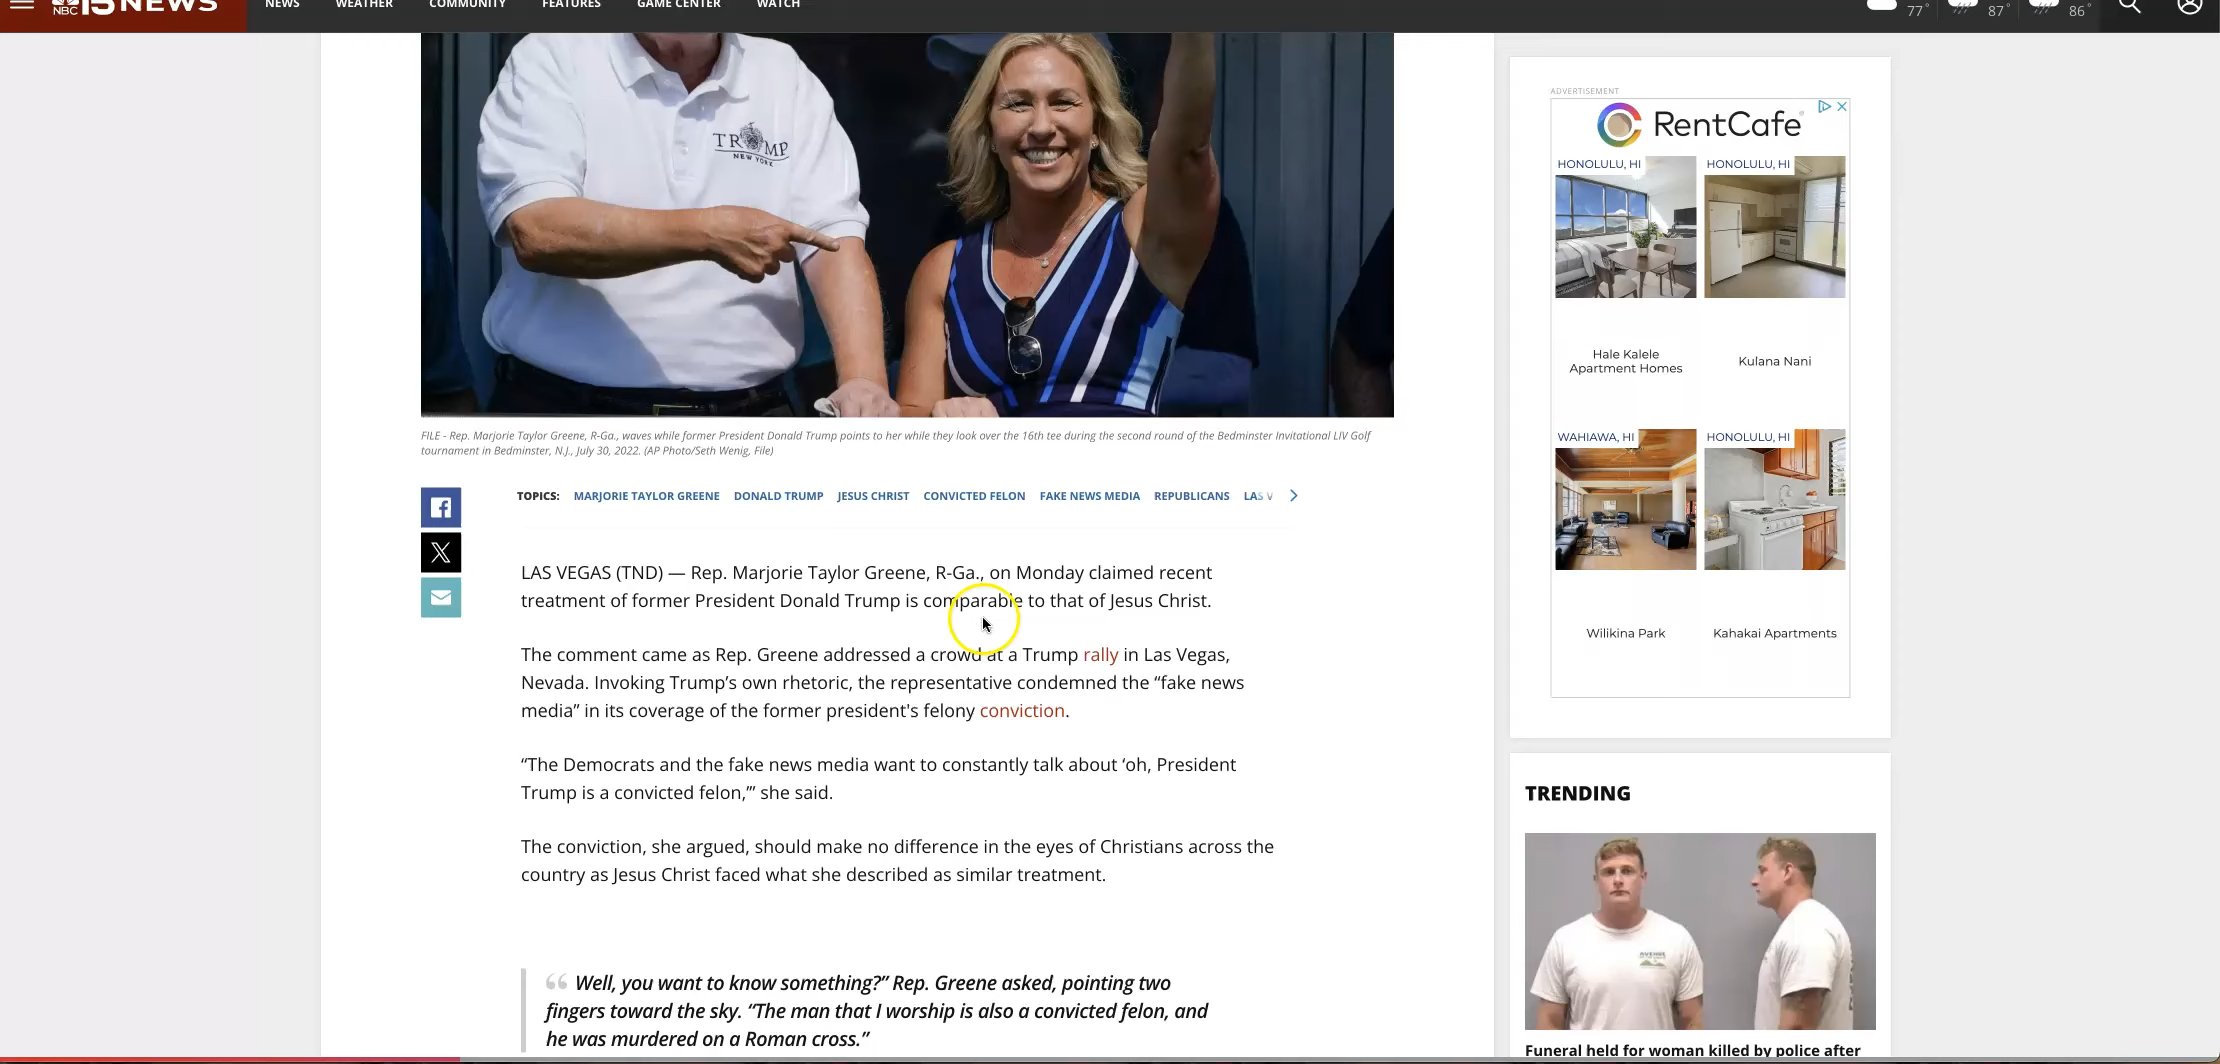 NBC 15 NEWS
NEWS WEATHER COMMUNITY FEATURES GAME CENTER WATCH
77° 87° 86°
TRUMP
NEW YORK
FILE - Rep. Marjorie Taylor Greene, R-Ga., waves while former President Donald Trump points to her while they look over the 16th tee during the second round of the Bedminster Invitational LIV Golf
tournament in Bedminster, N.J., July 30, 2022. (AP Photo/Seth Wenig, File)
TOPICS: MARJORIE TAYLOR GREENE DONALD TRUMP JESUS CHRIST CONVICTED FELON FAKE NEWS MEDIA REPUBLICANS LAS V
LAS VEGAS (TND) — Rep. Marjorie Taylor Greene, R-Ga., on Monday claimed recent
treatment of former President Donald Trump is comparable to that of Jesus Christ.
The comment came as Rep. Greene addressed a crowd at a Trump rally in Las Vegas,
Nevada. Invoking Trump’s own rhetoric, the representative condemned the “fake news
media” in its coverage of the former president's felony conviction.
“The Democrats and the fake news media want to constantly talk about ‘oh, President
Trump is a convicted felon,’” she said.
The conviction, she argued, should make no difference in the eyes of Christians across the
country as Jesus Christ faced what she described as similar treatment.
“ Well, you want to know something?” Rep. Greene asked, pointing two
fingers toward the sky. “The man that I worship is also a convicted felon, and
he was murdered on a Roman cross.”
ADVERTISEMENT
RentCafe
HONOLULU, HI HONOLULU, HI
Hale Kalele
Apartment Homes
Kulana Nani
WAHIAWA, HI HONOLULU, HI
Wilikina Park Kahakai Apartments
TRENDING
Funeral held for woman killed by police after